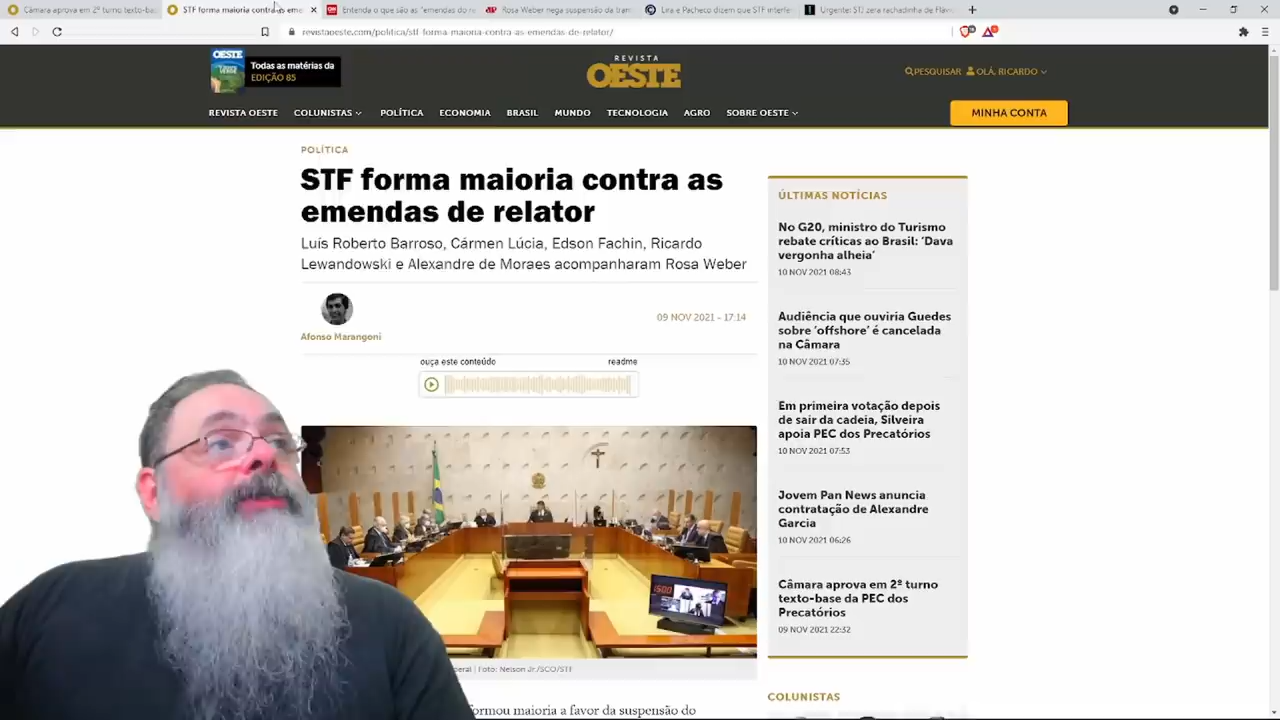 Câmara aprova em 2º turno texto-ba
STF forma maioria contra as eme
Entenda o que são as "emendas do re
Rosa Weber nega suspensão da tram
Lira e Pacheco dizem que STF interfe
Urgente: STJ zera rachadinha de Fláv
revistaoeste.com/politica/stf-forma-maioria-contra-as-emendas-de-relator/
OESTE
Todas as matérias da
EDIÇÃO 85
REVISTA
OESTE
PESQUISAR
OLÁ, RICARDO
REVISTA OESTE
COLUNISTAS
POLÍTICA
ECONOMIA
BRASIL
MUNDO
TECNOLOGIA
AGRO
SOBRE OESTE
MINHA CONTA
POLÍTICA
STF forma maioria contra as
emendas de relator
Luís Roberto Barroso, Cármen Lúcia, Edson Fachin, Ricardo
Lewandowski e Alexandre de Moraes acompanharam Rosa Weber
Afonso Marangoni
09 NOV 2021 - 17:14
ouça este conteúdo
readme
eral | Foto: Nelson Jr./SCO/STF
formou maioria a favor da suspensão do
ÚLTIMAS NOTÍCIAS
No G20, ministro do Turismo
rebate críticas ao Brasil: ‘Dava
vergonha alheia’
10 NOV 2021 08:43
Audiência que ouviria Guedes
sobre ‘offshore’ é cancelada
na Câmara
10 NOV 2021 07:35
Em primeira votação depois
de sair da cadeia, Silveira
apoia PEC dos Precatórios
10 NOV 2021 07:53
Jovem Pan News anuncia
contratação de Alexandre
Garcia
10 NOV 2021 06:26
Câmara aprova em 2º turno
texto-base da PEC dos
Precatórios
09 NOV 2021 22:32
COLUNISTAS